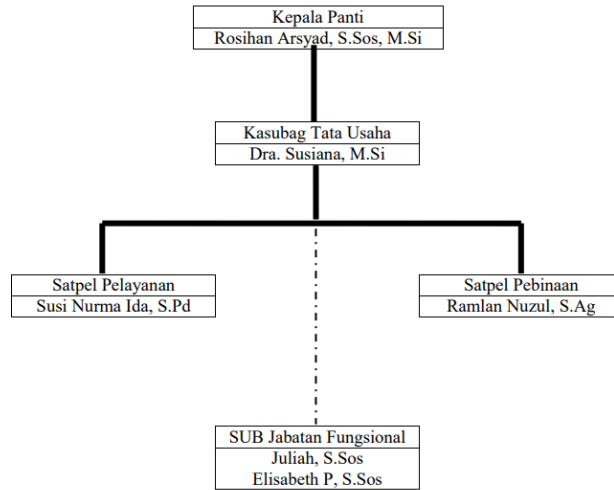 Kepala Panti
Rosihan Arsyad, S.Sos, M.Si
Kasubag Tata Usaha
Dra. Susiana, M.Si
Satpel Pelayanan
Susi Nurma Ida, S.Pd
Satpel Pebinaan
Ramlan Nuzul, S.Ag
SUB Jabatan Fungsional
Juliah, S.Sos
Elisabeth P, S.Sos